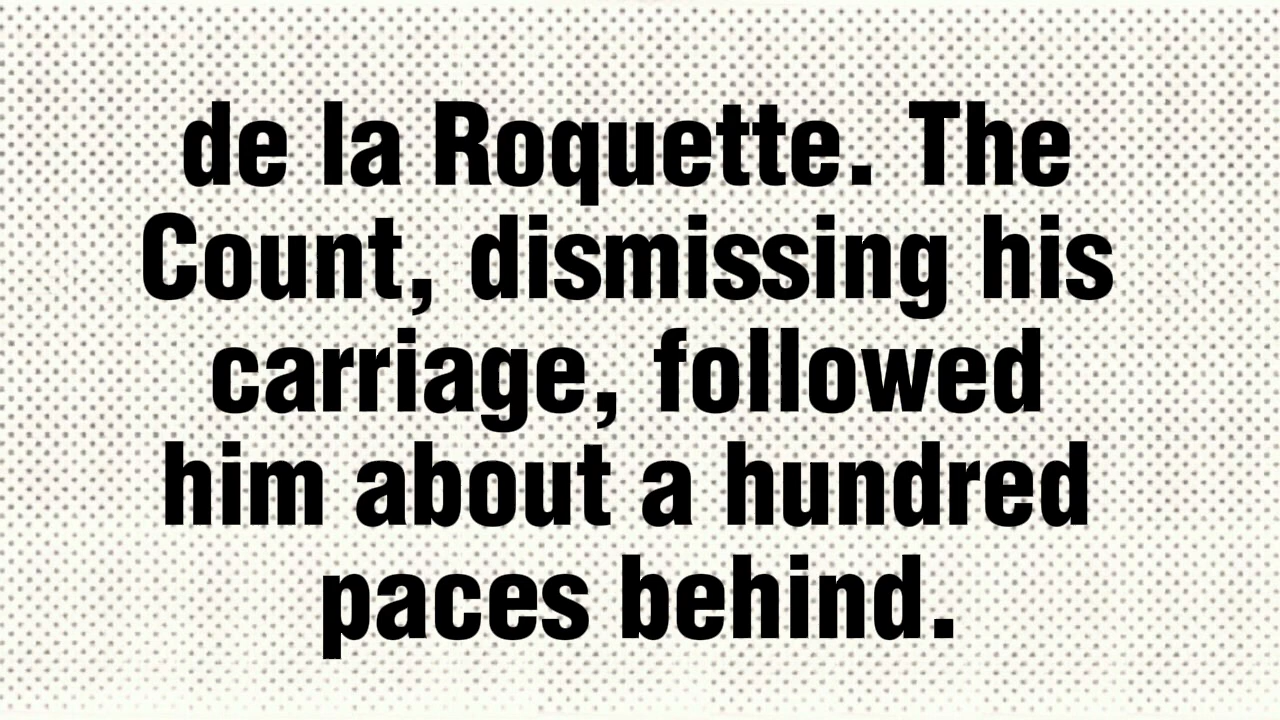 de la Roquette. The
Count, dismissing his
carriage, followed
him about a hundred
paces behind.